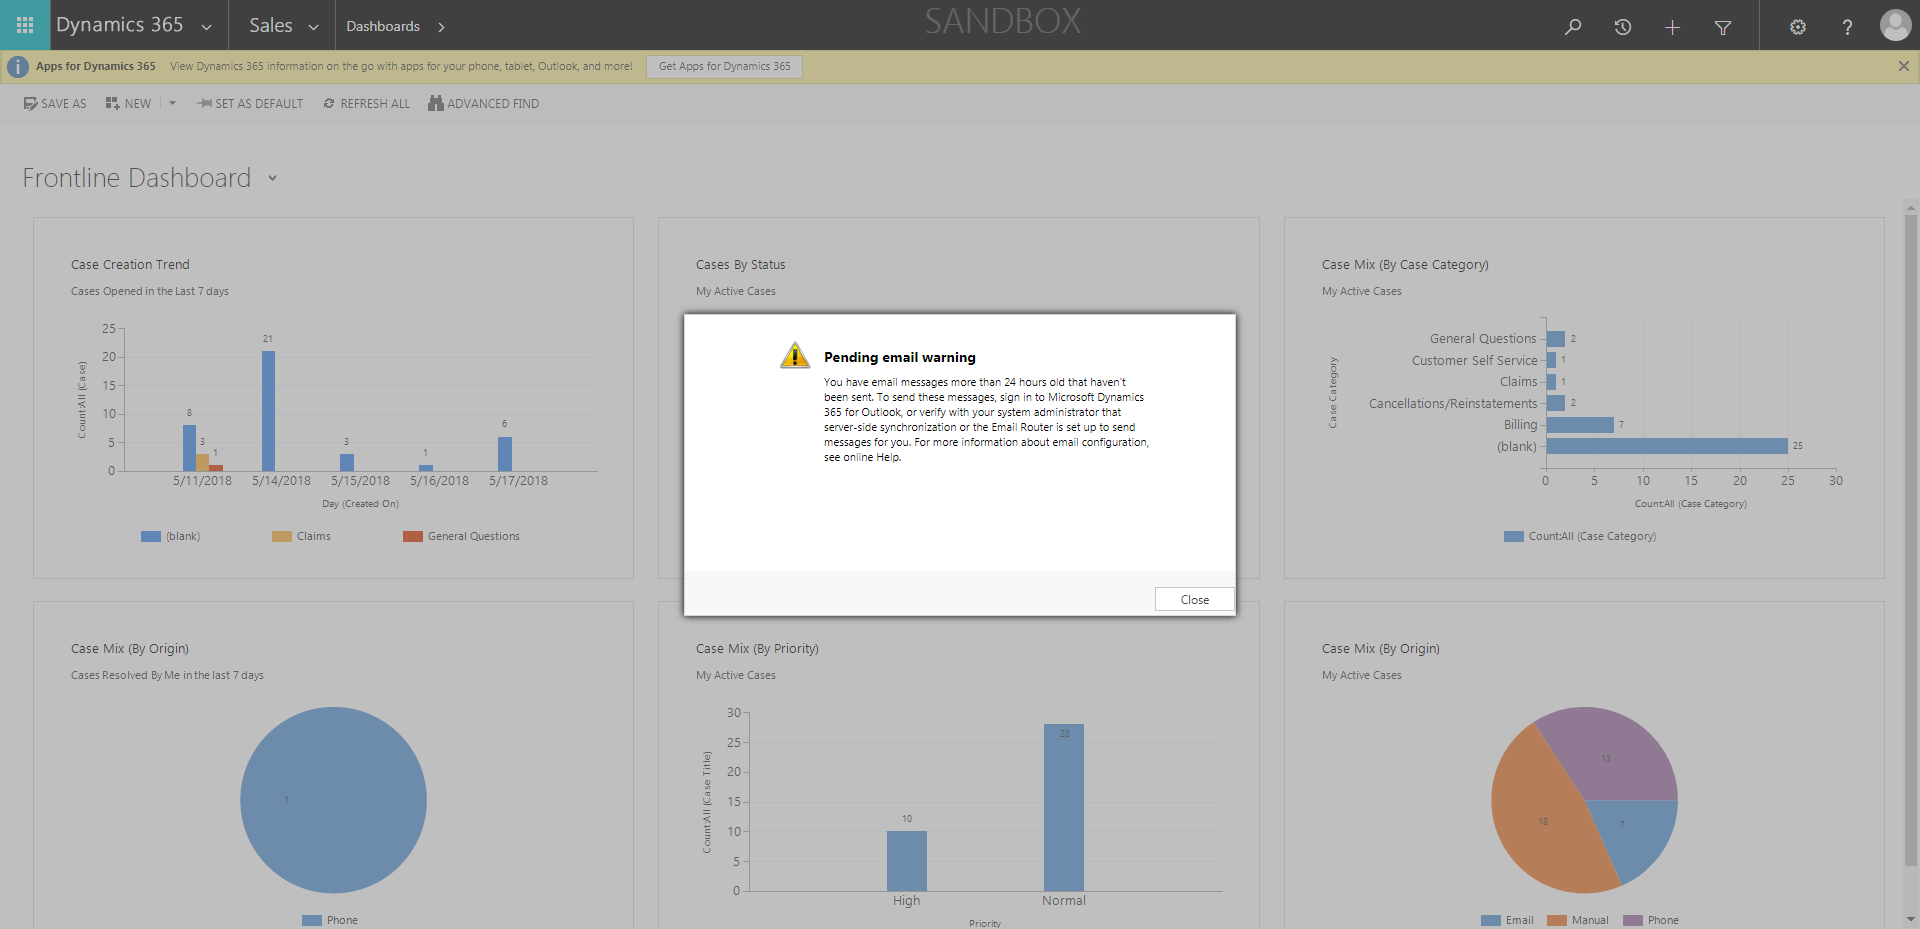 Dynamics 365
Sales
Dashboards
SANDBOX
?
i
Apps for Dynamics 365
View Dynamics 365 information on the go with apps for your phone, tablet, Outlook, and more!
Get Apps for Dynamics 365
SAVE AS
NEW
SET AS DEFAULT
REFRESH ALL
ADVANCED FIND
Frontline Dashboard
Case Creation Trend
Cases Opened in the Last 7 days
Count:All (Case)
25
20
15
10
5
0
8
3
1
21
3
1
6
5/11/2018
5/14/2018
5/15/2018
5/16/2018
5/17/2018
Day (Created On)
(blank)
Claims
General Questions
Cases By Status
My Active Cases
Pending email warning
You have email messages more than 24 hours old that haven't
been sent. To send these messages, sign in to Microsoft Dynamics
365 for Outlook, or verify with your system administrator that
server-side synchronization or the Email Router is set up to send
messages for you. For more information about email configuration,
see online Help.
Close
Case Mix (By Case Category)
My Active Cases
Case Category
General Questions
2
Customer Self Service
1
Claims
1
Cancellations/Reinstatements
2
Billing
7
(blank)
25
0
5
10
15
20
25
30
Count:All (Case Category)
Count:All (Case Category)
Case Mix (By Origin)
Cases Resolved By Me in the last 7 days
1
Phone
Case Mix (By Priority)
My Active Cases
Count:All (Case Title)
30
25
20
15
10
5
0
10
28
High
Normal
Priority
Case Mix (By Origin)
My Active Cases
13
18
7
Email
Manual
Phone